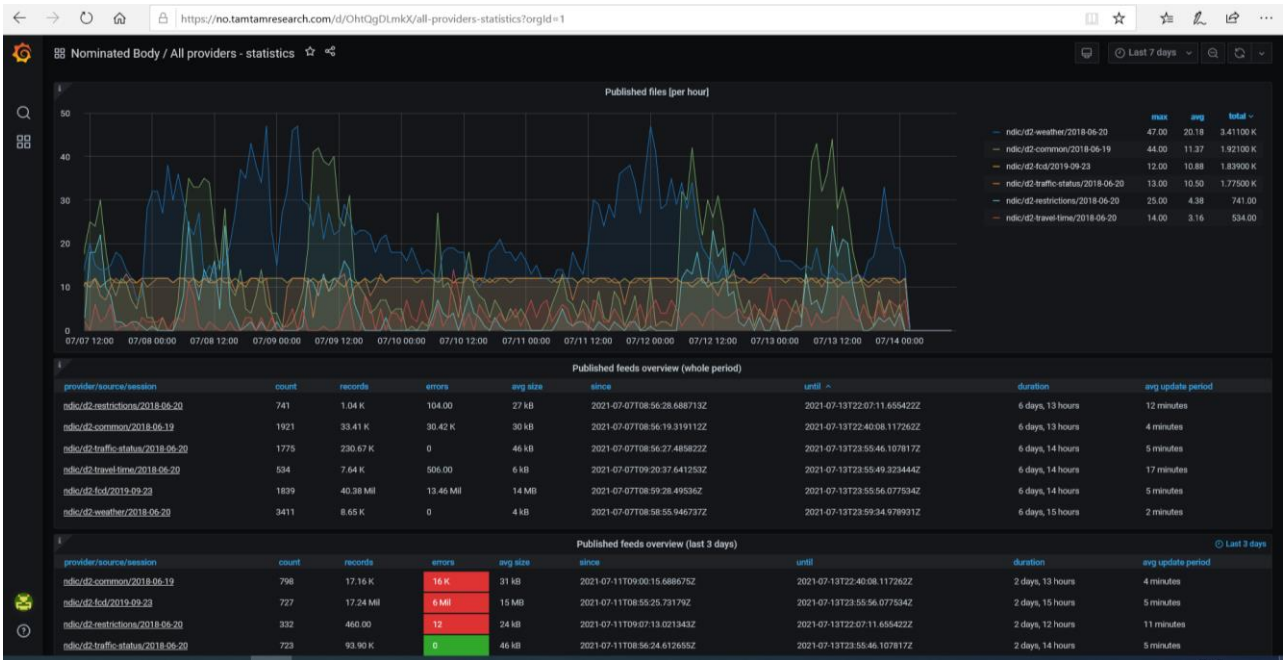 https://no.tamtamresearch.com/d/OhtQgDLmkX/all-providers-statistics?orgId=1
Nominated Body / All providers - statistics
Last 7 days
Published files [per hour]
50
40
30
20
10
0
07/07 12:00 07/08 00:00 07/08 12:00 07/09 00:00 07/09 12:00 07/10 00:00 07/10 12:00 07/11 00:00 07/11 12:00 07/12 00:00 07/12 12:00 07/13 00:00 07/13 12:00 07/14 00:00
max avg total
ndic/d2-weather/2018-06-20 47.00 20.18 3.41100 K
ndic/d2-common/2018-06-19 44.00 11.37 1.92100 K
ndic/d2-fcd/2019-09-23 12.00 10.88 1.83900 K
ndic/d2-traffic-status/2018-06-20 13.00 10.50 1.77500 K
ndic/d2-restrictions/2018-06-20 25.00 4.38 741.00
ndic/d2-travel-time/2018-06-20 14.00 3.16 534.00
Published feeds overview (whole period)
provider/source/session count records errors avg size since until duration avg update period
ndic/d2-restrictions/2018-06-20 741 1.04 K 104.00 27 kB 2021-07-07T08:56:28.688713Z 2021-07-13T22:07:11.655422Z 6 days, 13 hours 12 minutes
ndic/d2-common/2018-06-19 1921 33.41 K 30.42 K 30 kB 2021-07-07T08:56:19.319112Z 2021-07-13T22:40:08.117262Z 6 days, 13 hours 4 minutes
ndic/d2-traffic-status/2018-06-20 1775 230.67 K 0 46 kB 2021-07-07T08:56:27.485822Z 2021-07-13T23:55:46.107817Z 6 days, 14 hours 5 minutes
ndic/d2-travel-time/2018-06-20 534 7.64 K 506.00 6 kB 2021-07-07T09:20:37.641253Z 2021-07-13T23:55:49.323444Z 6 days, 14 hours 17 minutes
ndic/d2-fcd/2019-09-23 1839 40.38 Mil 13.46 Mil 14 MB 2021-07-07T08:59:28.49536Z 2021-07-13T23:55:56.077534Z 6 days, 14 hours 5 minutes
ndic/d2-weather/2018-06-20 3411 8.65 K 0 4 kB 2021-07-07T08:58:55.946737Z 2021-07-13T23:59:34.978931Z 6 days, 15 hours 2 minutes
Published feeds overview (last 3 days)
Last 3 days
provider/source/session count records errors avg size since until duration avg update period
ndic/d2-common/2018-06-19 798 17.16 K 16 K 31 kB 2021-07-11T09:00:15.688675Z 2021-07-13T22:40:08.117262Z 2 days, 13 hours 4 minutes
ndic/d2-fcd/2019-09-23 727 17.24 Mil 6 Mil 15 MB 2021-07-11T08:55:25.73179Z 2021-07-13T23:55:56.077534Z 2 days, 15 hours 5 minutes
ndic/d2-restrictions/2018-06-20 332 460.00 12 24 kB 2021-07-11T09:07:13.021343Z 2021-07-13T22:07:11.655422Z 2 days, 12 hours 11 minutes
ndic/d2-traffic-status/2018-06-20 723 93.90 K 0 46 kB 2021-07-11T08:56:24.612655Z 2021-07-13T23:55:46.107817Z 2 days, 14 hours 5 minutes